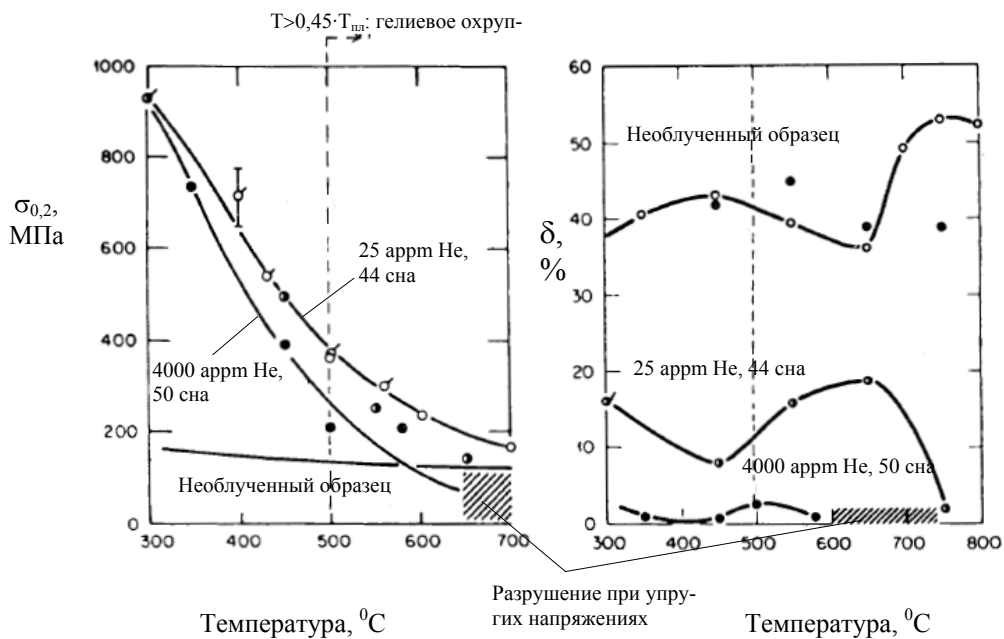 T>0,45·Tпл: гелиевое охруп-
1000
800
σ0,2,
МПа
600
400
200
0
25 appm He,
44 сна
4000 appm He,
50 сна
Необлученный образец
300
400
500
600
700
Температура, 0С
60
50
40
δ,
%
30
20
10
0
Необлученный образец
25 appm He, 44 сна
4000 appm He, 50 сна
300
400
500
600
700
800
Температура, 0С
Разрушение при упру-
гих напряжениях